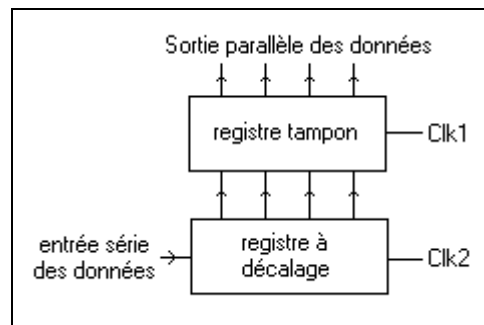 Sortie parallèle des données
registre tampon
Clk1
entrée série
des données
registre à
décalage
Clk2